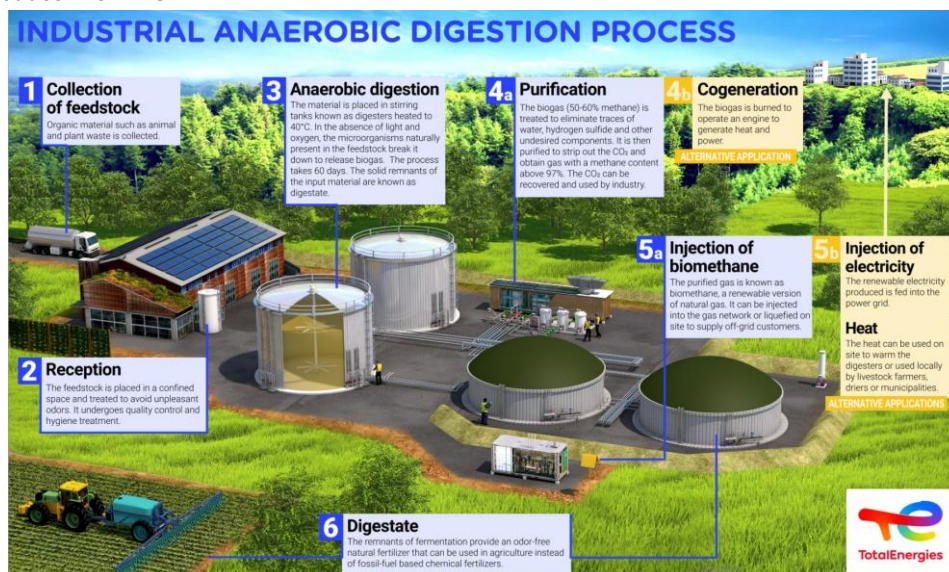 INDUSTRIAL ANAEROBIC DIGESTION PROCESS
1 Collection
of feedstock
Organic material such as animal
and plant waste is collected.
2 Reception
The feedstock is placed in a confined
space and treated to avoid unpleasant
odors. It undergoes quality control and
hygiene treatment.
3 Anaerobic digestion
The material is placed in stirring
tanks known as digesters heated to
40°C. In the absence of light and
oxygen, the microorganisms naturally
present in the feedstock break it
down to release biogas. The process
takes 60 days. The solid remnants of
the input material are known as
digestate.
4a Purification
The biogas (50-60% methane) is
treated to eliminate traces of
water, hydrogen sulfide and other
undesired components. It is then
purified to strip out the CO₂ and
obtain gas with a methane content
above 97%. The CO₂ can be
recovered and used by industry.
4b Cogeneration
The biogas is burned to
operate an engine to
generate heat and
power.
ALTERNATIVE APPLICATION
5a Injection of
biomethane
The purified gas is known as
biomethane, a renewable version
of natural gas. It can be injected
into the gas network or liquefied on
site to supply off-grid customers.
5b Injection of
electricity
The renewable electricity
produced is fed into the
power grid.
Heat
The heat can be used on
site to warm the
digesters or used locally
by livestock farmers,
driers or municipalities.
ALTERNATIVE APPLICATIONS
6 Digestate
The remnants of fermentation provide an odor-free
natural fertilizer that can be used in agriculture instead
of fossil-fuel based chemical fertilizers.
TotalEnergies